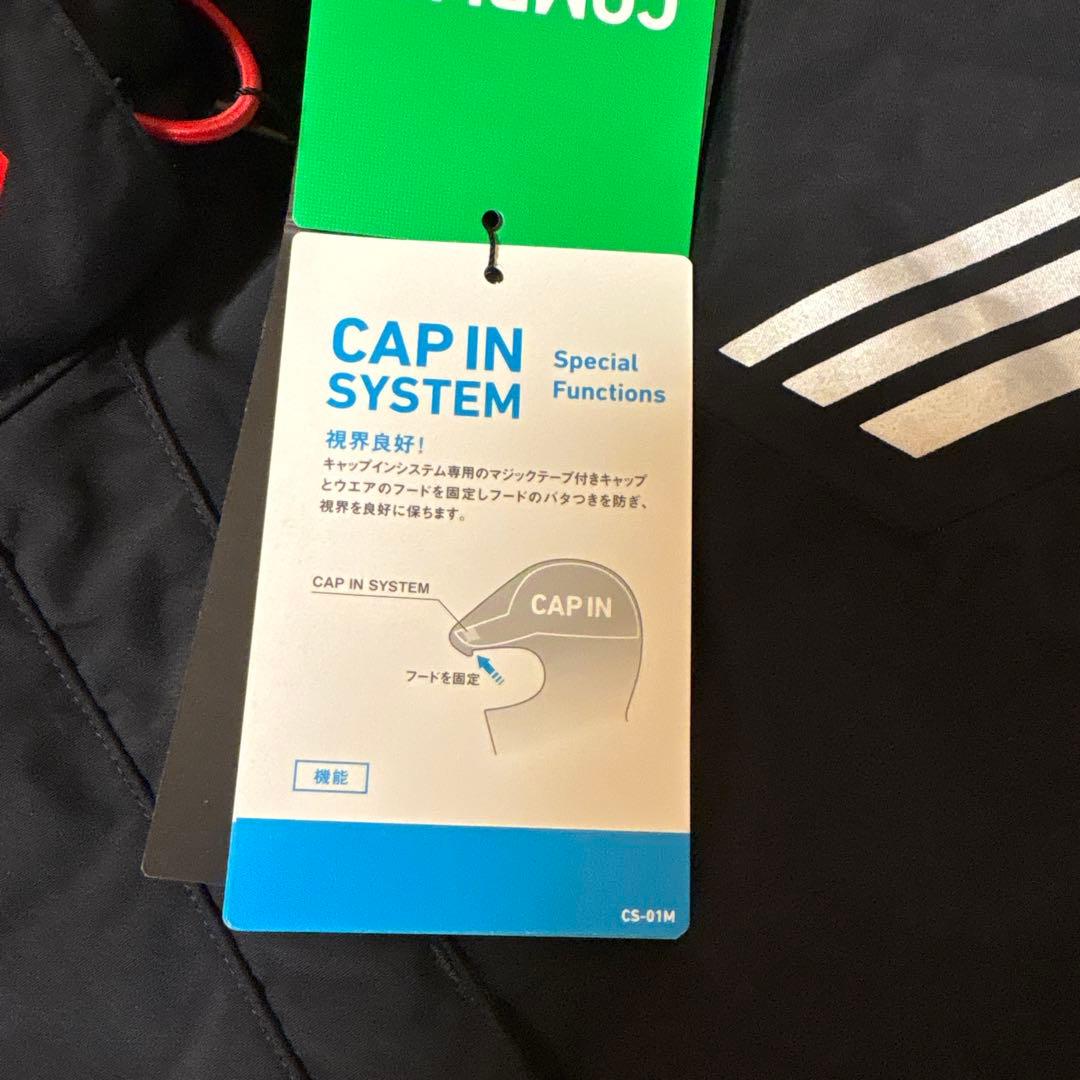 CAP IN
SYSTEM
Special
Functions
視界良好!
キャップインシステム専用のマジックテープ付きキャップ
とウエアのフードを固定しフードのバタつきを防ぎ、
視界を良好に保ちます。
CAP IN SYSTEM
CAP IN
フードを固定
機能
CS-01M